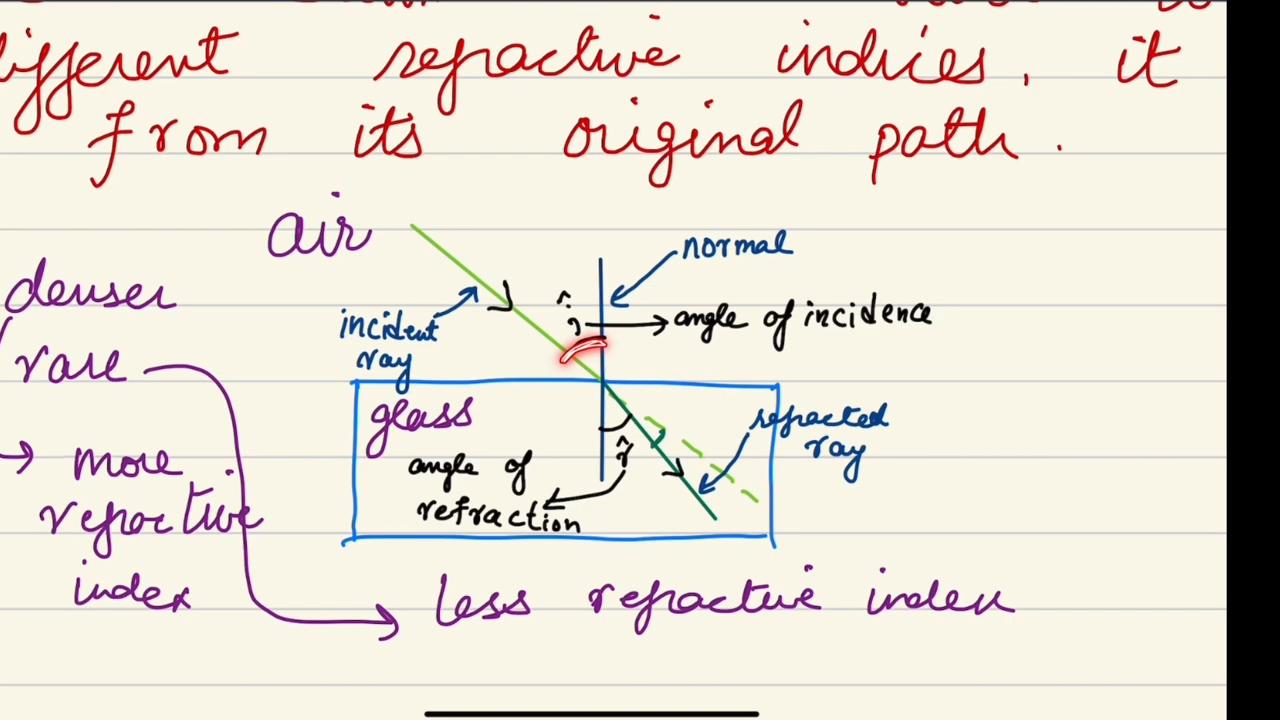 different refractive indices, it
from its original path.
air
normal
denser
î
angle of incidence
incident
ray
rare
glass
refracted
ray
angle of
r̂
refraction
more
refractive
index
less refractive index